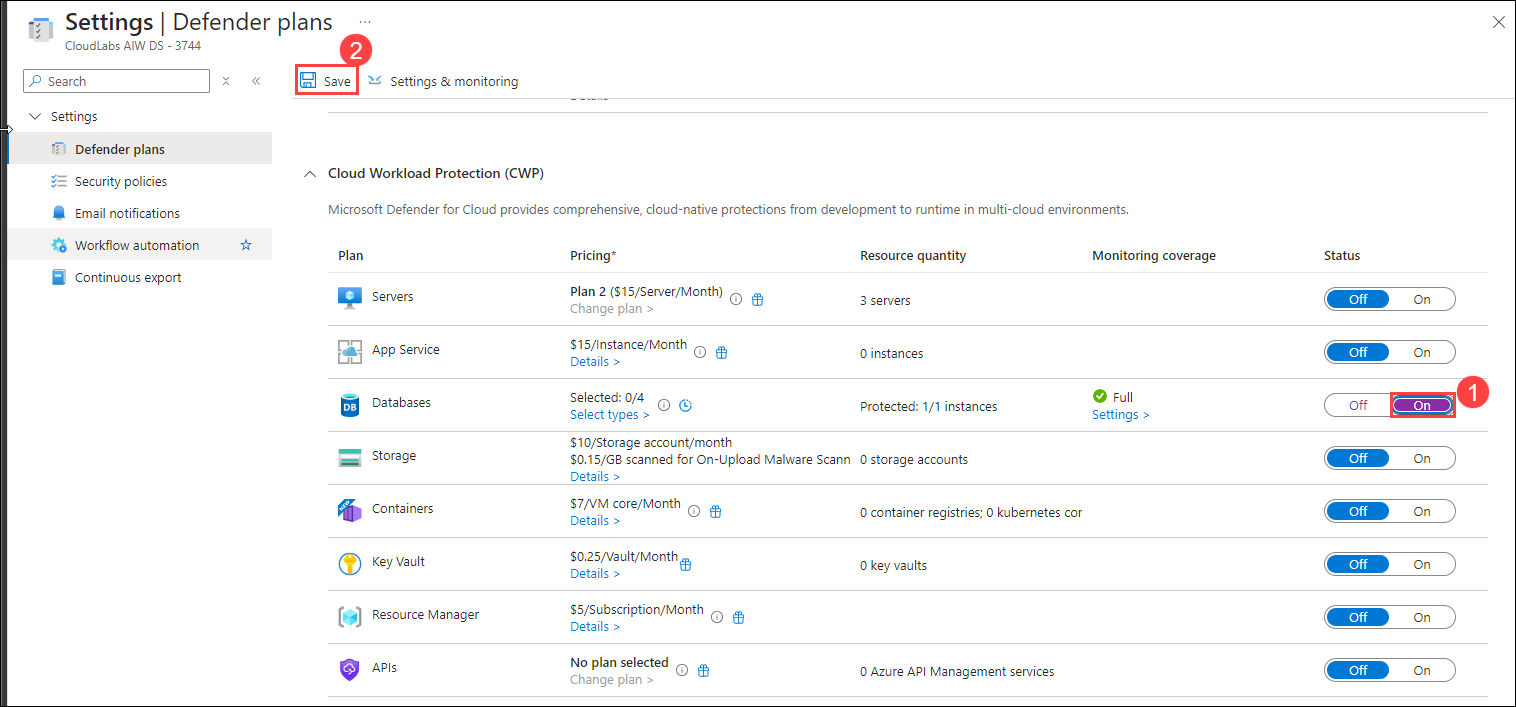 Settings | Defender plans ...
CloudLabs AIW DS - 3744
2
Search
Save
Settings & monitoring
Settings
Defender plans
Security policies
Email notifications
Workflow automation
Continuous export
Cloud Workload Protection (CWP)
Microsoft Defender for Cloud provides comprehensive, cloud-native protections from development to runtime in multi-cloud environments.
Plan Pricing* Resource quantity Monitoring coverage Status
Servers
Plan 2 ($15/Server/Month)
Change plan >
3 servers
Off On
App Service
$15/Instance/Month
Details >
0 instances
Off On
DB
Databases
Selected: 0/4
Select types >
Protected: 1/1 instances
Full
Settings >
Off On
1
Storage
$10/Storage account/month
$0.15/GB scanned for On-Upload Malware Scann
Details >
0 storage accounts
Off On
Containers
$7/VM core/Month
Details >
0 container registries; 0 kubernetes cor
Off On
Key Vault
$0.25/Vault/Month
Details >
0 key vaults
Off On
Resource Manager
$5/Subscription/Month
Details >
Off On
APIs
No plan selected
Change plan >
0 Azure API Management services
Off On